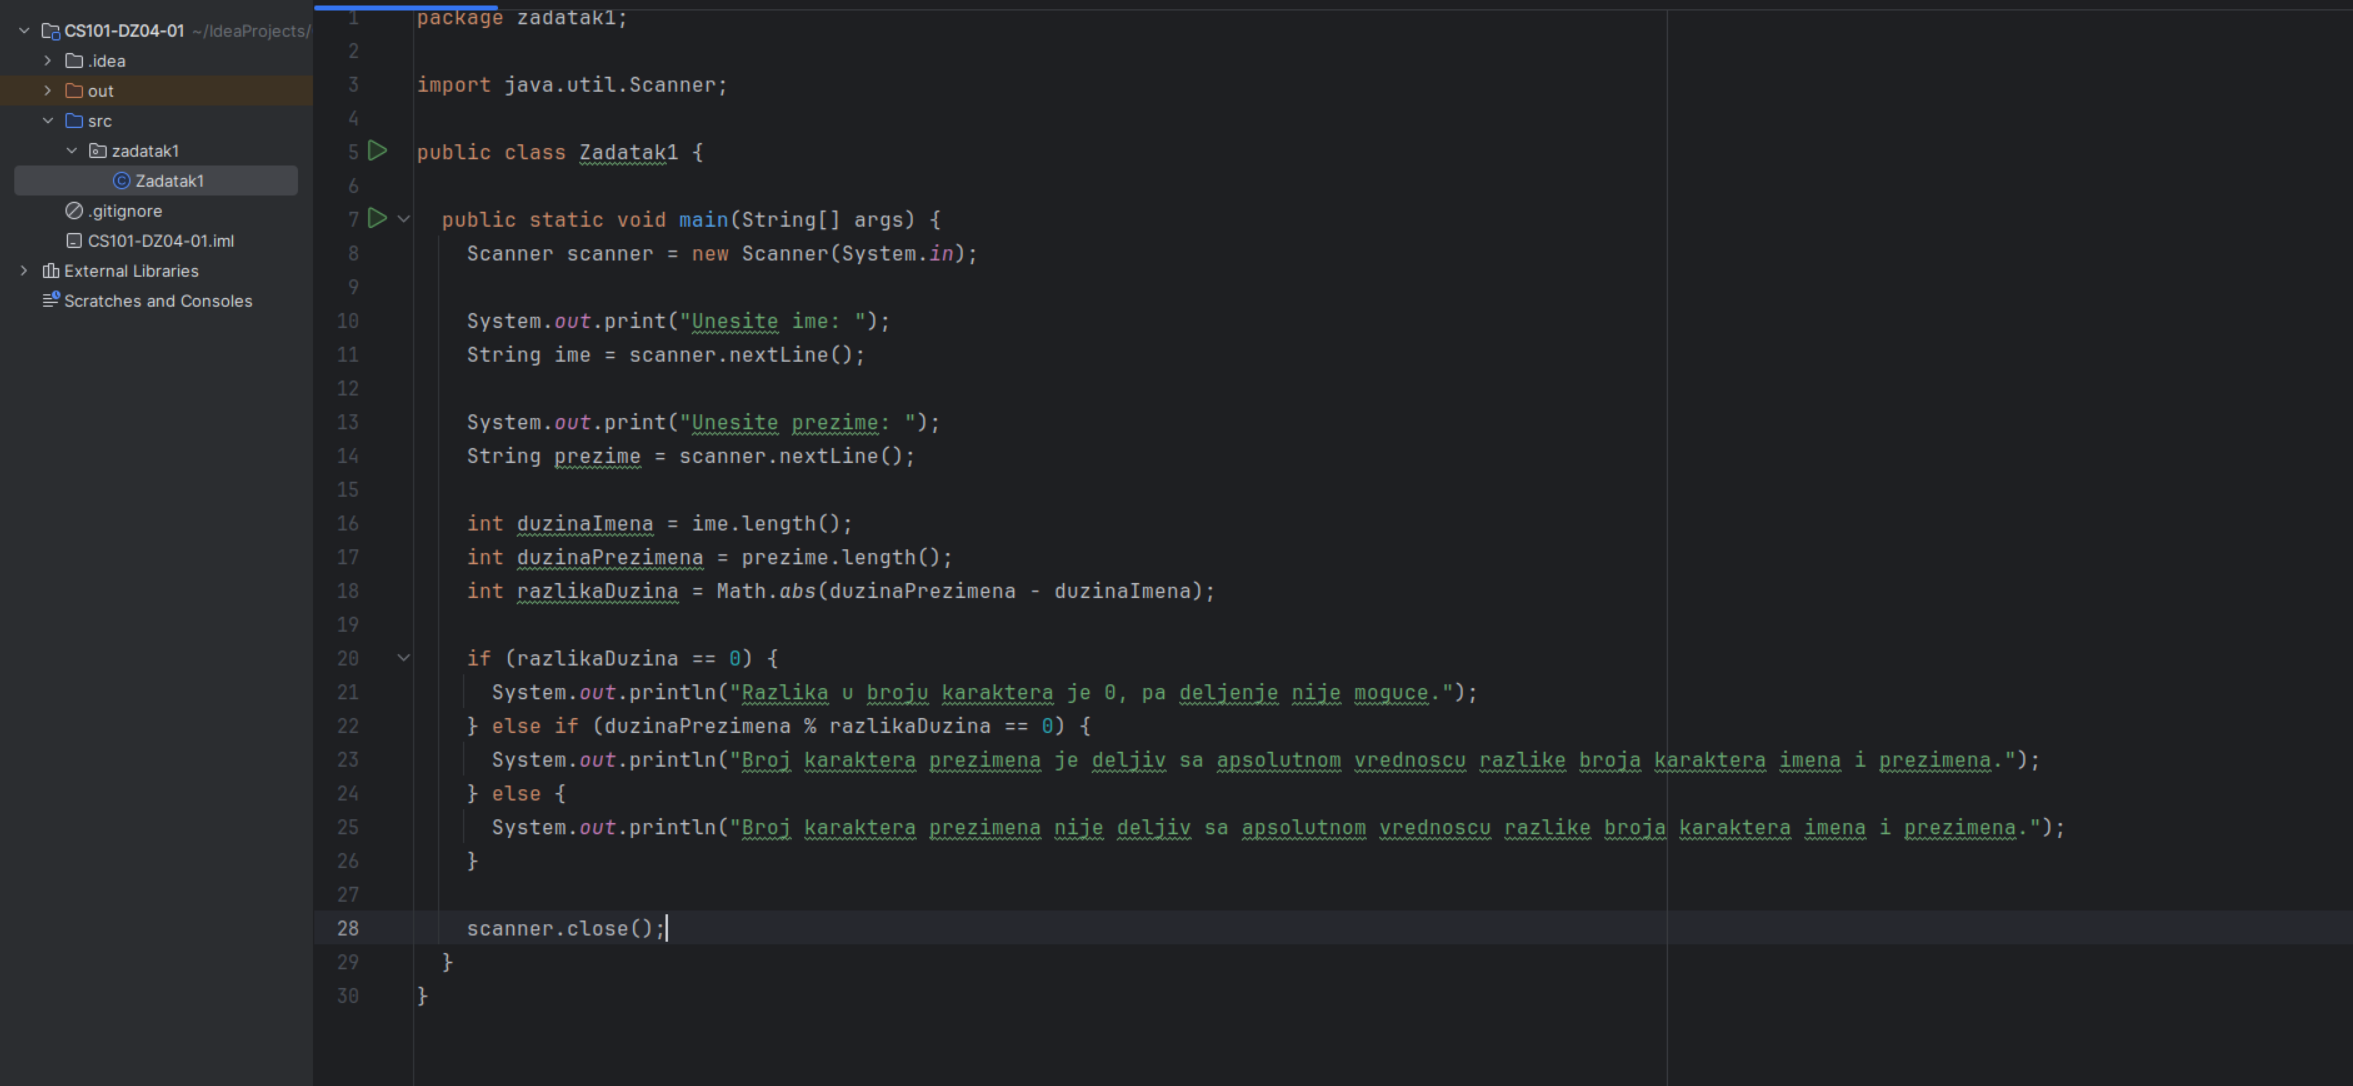 CS101-DZ04-01 ~/IdeaProjects/
.idea
out
src
zadatak1
Zadatak1
.gitignore
CS101-DZ04-01.iml
External Libraries
Scratches and Consoles
1 package zadatak1;
2
3 import java.util.Scanner;
4
5 public class Zadatak1 {
6
7 public static void main(String[] args) {
8 Scanner scanner = new Scanner(System.in);
9
10 System.out.print("Unesite ime: ");
11 String ime = scanner.nextLine();
12
13 System.out.print("Unesite prezime: ");
14 String prezime = scanner.nextLine();
15
16 int duzinaImena = ime.length();
17 int duzinaPrezimena = prezime.length();
18 int razlikaDuzina = Math.abs(duzinaPrezimena - duzinaImena);
19
20 if (razlikaDuzina == 0) {
21 System.out.println("Razlika u broju karaktera je 0, pa deljenje nije moguce.");
22 } else if (duzinaPrezimena % razlikaDuzina == 0) {
23 System.out.println("Broj karaktera prezimena je deljiv sa apsolutnom vrednoscu razlike broja karaktera imena i prezimena.");
24 } else {
25 System.out.println("Broj karaktera prezimena nije deljiv sa apsolutnom vrednoscu razlike broja karaktera imena i prezimena.");
26 }
27
28 scanner.close();
29 }
30 }